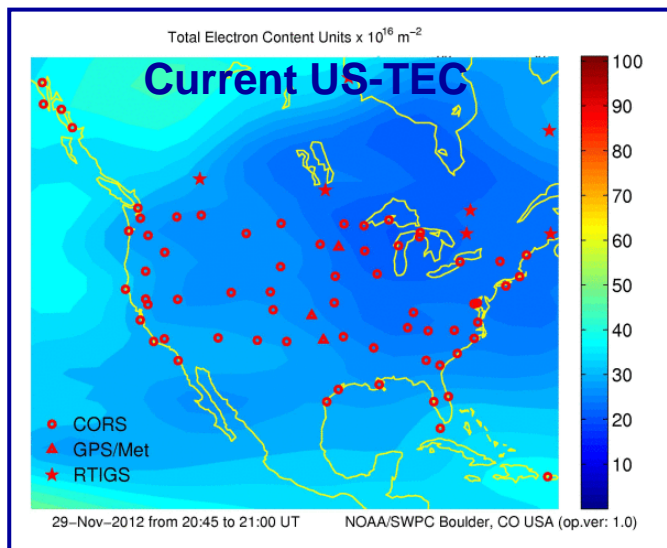 Total Electron Content Units x 10^16 m^-2
Current US-TEC
100
90
80
70
60
50
40
30
20
10
CORS
GPS/Met
RTIGS
29-Nov-2012 from 20:45 to 21:00 UT
NOAA/SWPC Boulder, CO USA (op.ver: 1.0)